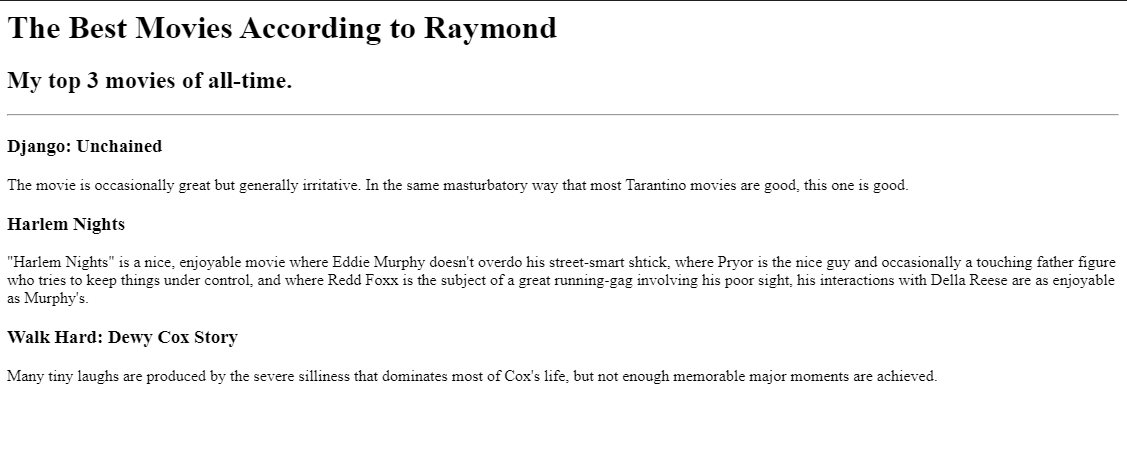 The Best Movies According to Raymond
My top 3 movies of all-time.
Django: Unchained
The movie is occasionally great but generally irritative. In the same masturbatory way that most Tarantino movies are good, this one is good.
Harlem Nights
"Harlem Nights" is a nice, enjoyable movie where Eddie Murphy doesn't overdo his street-smart shtick, where Pryor is the nice guy and occasionally a touching father figure
who tries to keep things under control, and where Redd Foxx is the subject of a great running-gag involving his poor sight, his interactions with Della Reese are as enjoyable
as Murphy's.
Walk Hard: Dewy Cox Story
Many tiny laughs are produced by the severe silliness that dominates most of Cox's life, but not enough memorable major moments are achieved.